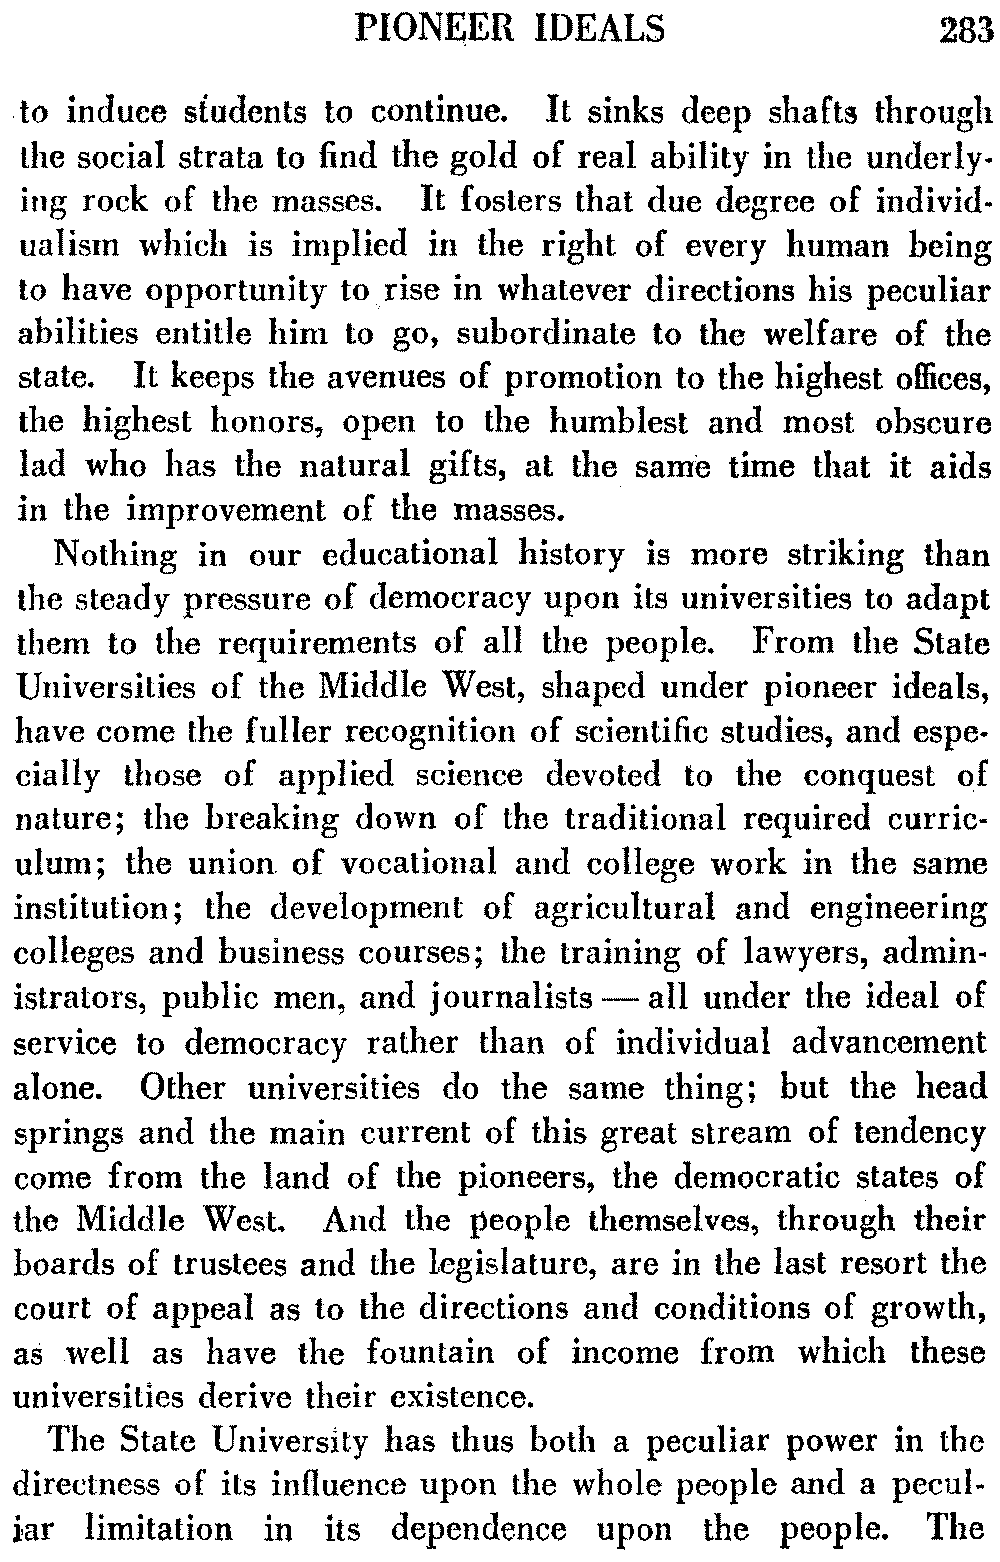 PIONEER IDEALS 283
to induce students to continue. It sinks deep shafts through
the social strata to find the gold of real ability in the underly-
ing rock of the masses. It fosters that due degree of individ-
ualism which is implied in the right of every human being
to have opportunity to rise in whatever directions his peculiar
abilities entitle him to go, subordinate to the welfare of the
state. It keeps the avenues of promotion to the highest offices,
the highest honors, open to the humblest and most obscure
lad who has the natural gifts, at the same time that it aids
in the improvement of the masses.
Nothing in our educational history is more striking than
the steady pressure of democracy upon its universities to adapt
them to the requirements of all the people. From the State
Universities of the Middle West, shaped under pioneer ideals,
have come the fuller recognition of scientific studies, and espe-
cially those of applied science devoted to the conquest of
nature; the breaking down of the traditional required curric-
ulum; the union of vocational and college work in the same
institution; the development of agricultural and engineering
colleges and business courses; the training of lawyers, admin-
istrators, public men, and journalists — all under the ideal of
service to democracy rather than of individual advancement
alone. Other universities do the same thing; but the head
springs and the main current of this great stream of tendency
come from the land of the pioneers, the democratic states of
the Middle West. And the people themselves, through their
boards of trustees and the legislature, are in the last resort the
court of appeal as to the directions and conditions of growth,
as well as have the fountain of income from which these
universities derive their existence.
The State University has thus both a peculiar power in the
directness of its influence upon the whole people and a pecul-
iar limitation in its dependence upon the people. The